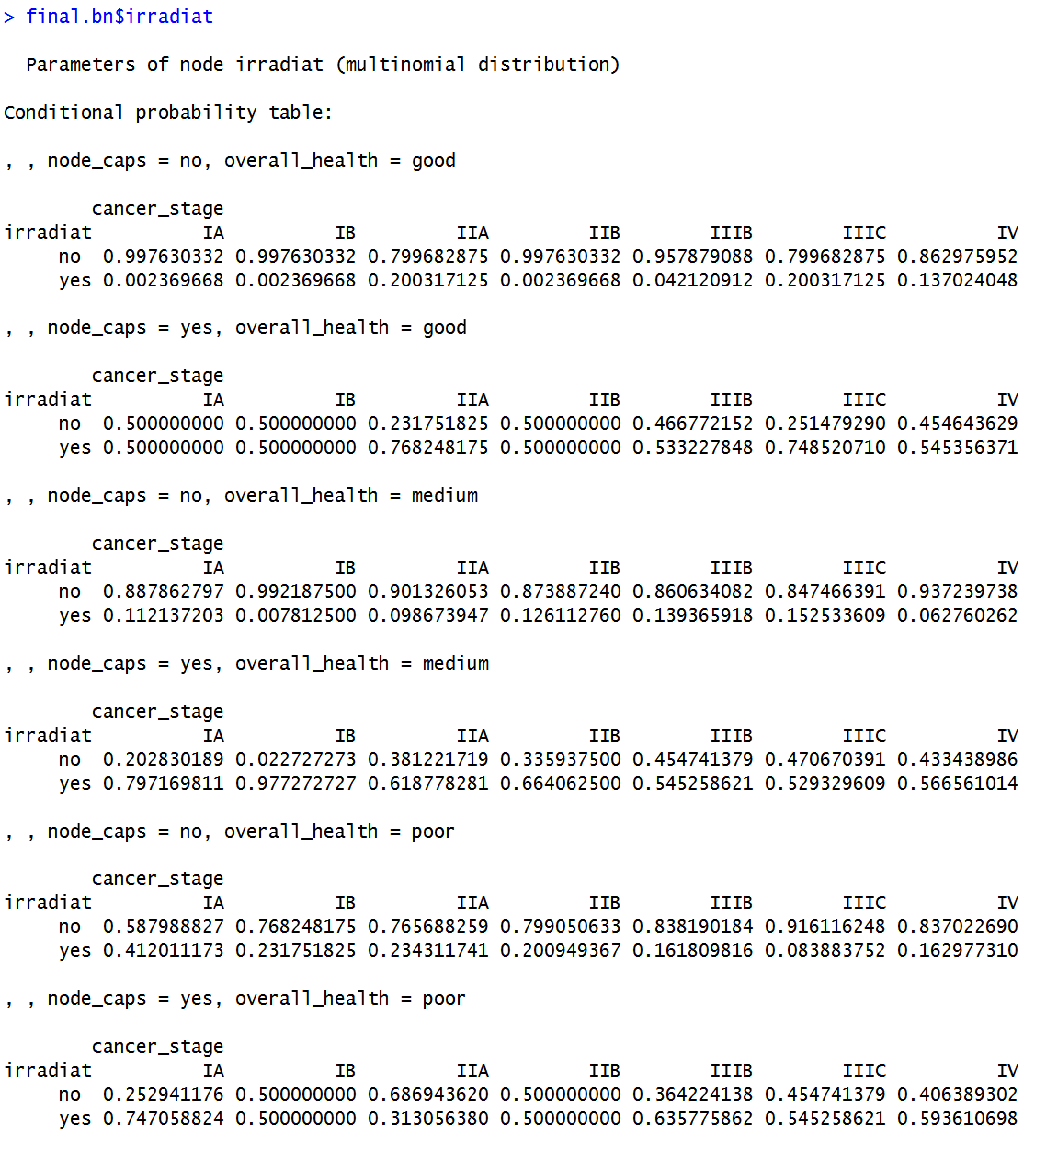 > final.bn$irradiat
Parameters of node irradiat (multinomial distribution)
Conditional probability table:
, , node_caps = no, overall_health = good
cancer_stage
irradiat IA IB IIA IIB IIIB IIIC IV
no 0.997630332 0.997630332 0.799682875 0.997630332 0.957879088 0.799682875 0.862975952
yes 0.002369668 0.002369668 0.200317125 0.002369668 0.042120912 0.200317125 0.137024048
, , node_caps = yes, overall_health = good
cancer_stage
irradiat IA IB IIA IIB IIIB IIIC IV
no 0.500000000 0.500000000 0.231751825 0.500000000 0.466772152 0.251479290 0.454643629
yes 0.500000000 0.500000000 0.768248175 0.500000000 0.533227848 0.748520710 0.545356371
, , node_caps = no, overall_health = medium
cancer_stage
irradiat IA IB IIA IIB IIIB IIIC IV
no 0.887862797 0.992187500 0.901326053 0.873887240 0.860634082 0.847466391 0.937239738
yes 0.112137203 0.007812500 0.098673947 0.126112760 0.139365918 0.152533609 0.062760262
, , node_caps = yes, overall_health = medium
cancer_stage
irradiat IA IB IIA IIB IIIB IIIC IV
no 0.202830189 0.022727273 0.381221719 0.335937500 0.454741379 0.470670391 0.433438986
yes 0.797169811 0.977272727 0.618778281 0.664062500 0.545258621 0.529329609 0.566561014
, , node_caps = no, overall_health = poor
cancer_stage
irradiat IA IB IIA IIB IIIB IIIC IV
no 0.587988827 0.768248175 0.765688259 0.799050633 0.838190184 0.916116248 0.837022690
yes 0.412011173 0.231751825 0.234311741 0.200949367 0.161809816 0.083883752 0.162977310
, , node_caps = yes, overall_health = poor
cancer_stage
irradiat IA IB IIA IIB IIIB IIIC IV
no 0.252941176 0.500000000 0.686943620 0.500000000 0.364224138 0.454741379 0.406389302
yes 0.747058824 0.500000000 0.313056380 0.500000000 0.635775862 0.545258621 0.593610698